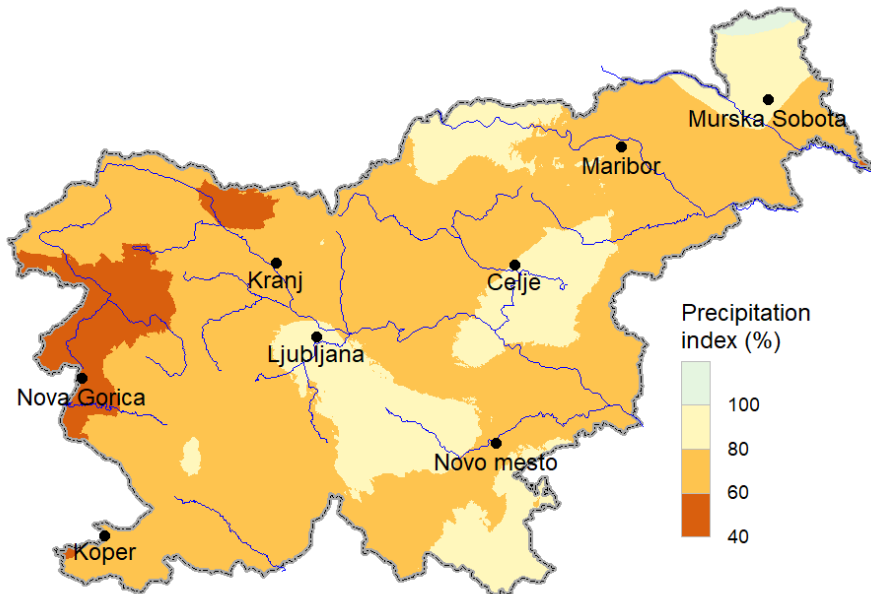 Murska Sobota
Maribor
Kranj
Celje
Ljubljana
Nova Gorica
Novo mesto
Koper
Precipitation
index (%)
100
80
60
40